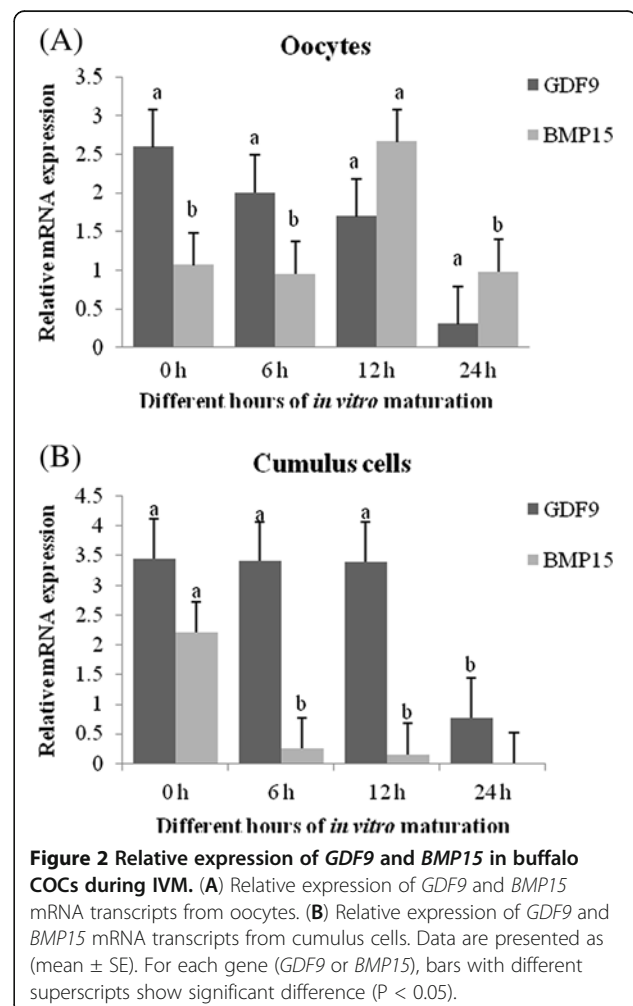 (A)
Oocytes
3.5
3
2.5
2
1.5
1
0.5
0
Relative mRNA expression
a
b
a
b
a
a
a
b
GDF9
BMP15
0 h
6 h
12 h
24 h
Different hours of in vitro maturation
(B)
Cumulus cells
4.5
4
3.5
3
2.5
2
1.5
1
0.5
0
Relative mRNA expression
a
a
a
b
a
b
b
GDF9
BMP15
0 h
6 h
12 h
24 h
Different hours of in vitro maturation
Figure 2 Relative expression of GDF9 and BMP15 in buffalo
COCs during IVM. (A) Relative expression of GDF9 and BMP15
mRNA transcripts from oocytes. (B) Relative expression of GDF9 and
BMP15 mRNA transcripts from cumulus cells. Data are presented as
(mean ± SE). For each gene (GDF9 or BMP15), bars with different
superscripts show significant difference (P < 0.05).